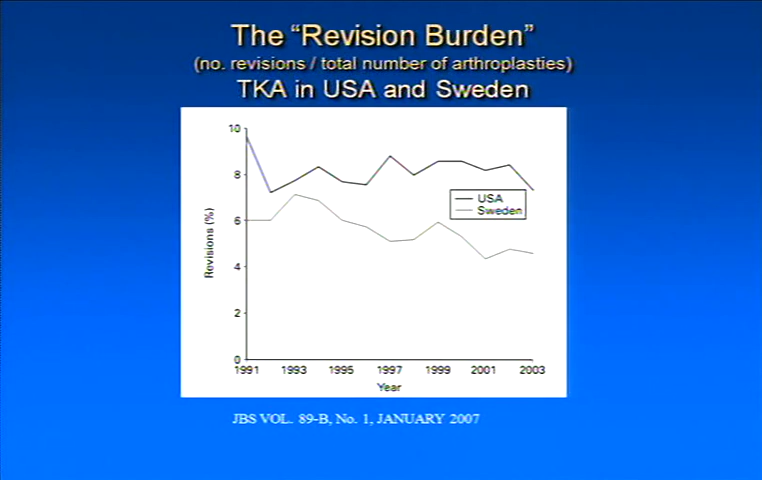 The “Revision Burden”
(no. revisions / total number of arthroplasties)
TKA in USA and Sweden
10
8
6
4
2
0
Revisions (%)
USA
Sweden
1991 1993 1995 1997 1999 2001 2003
Year
JBS VOL. 89-B, No. 1, JANUARY 2007